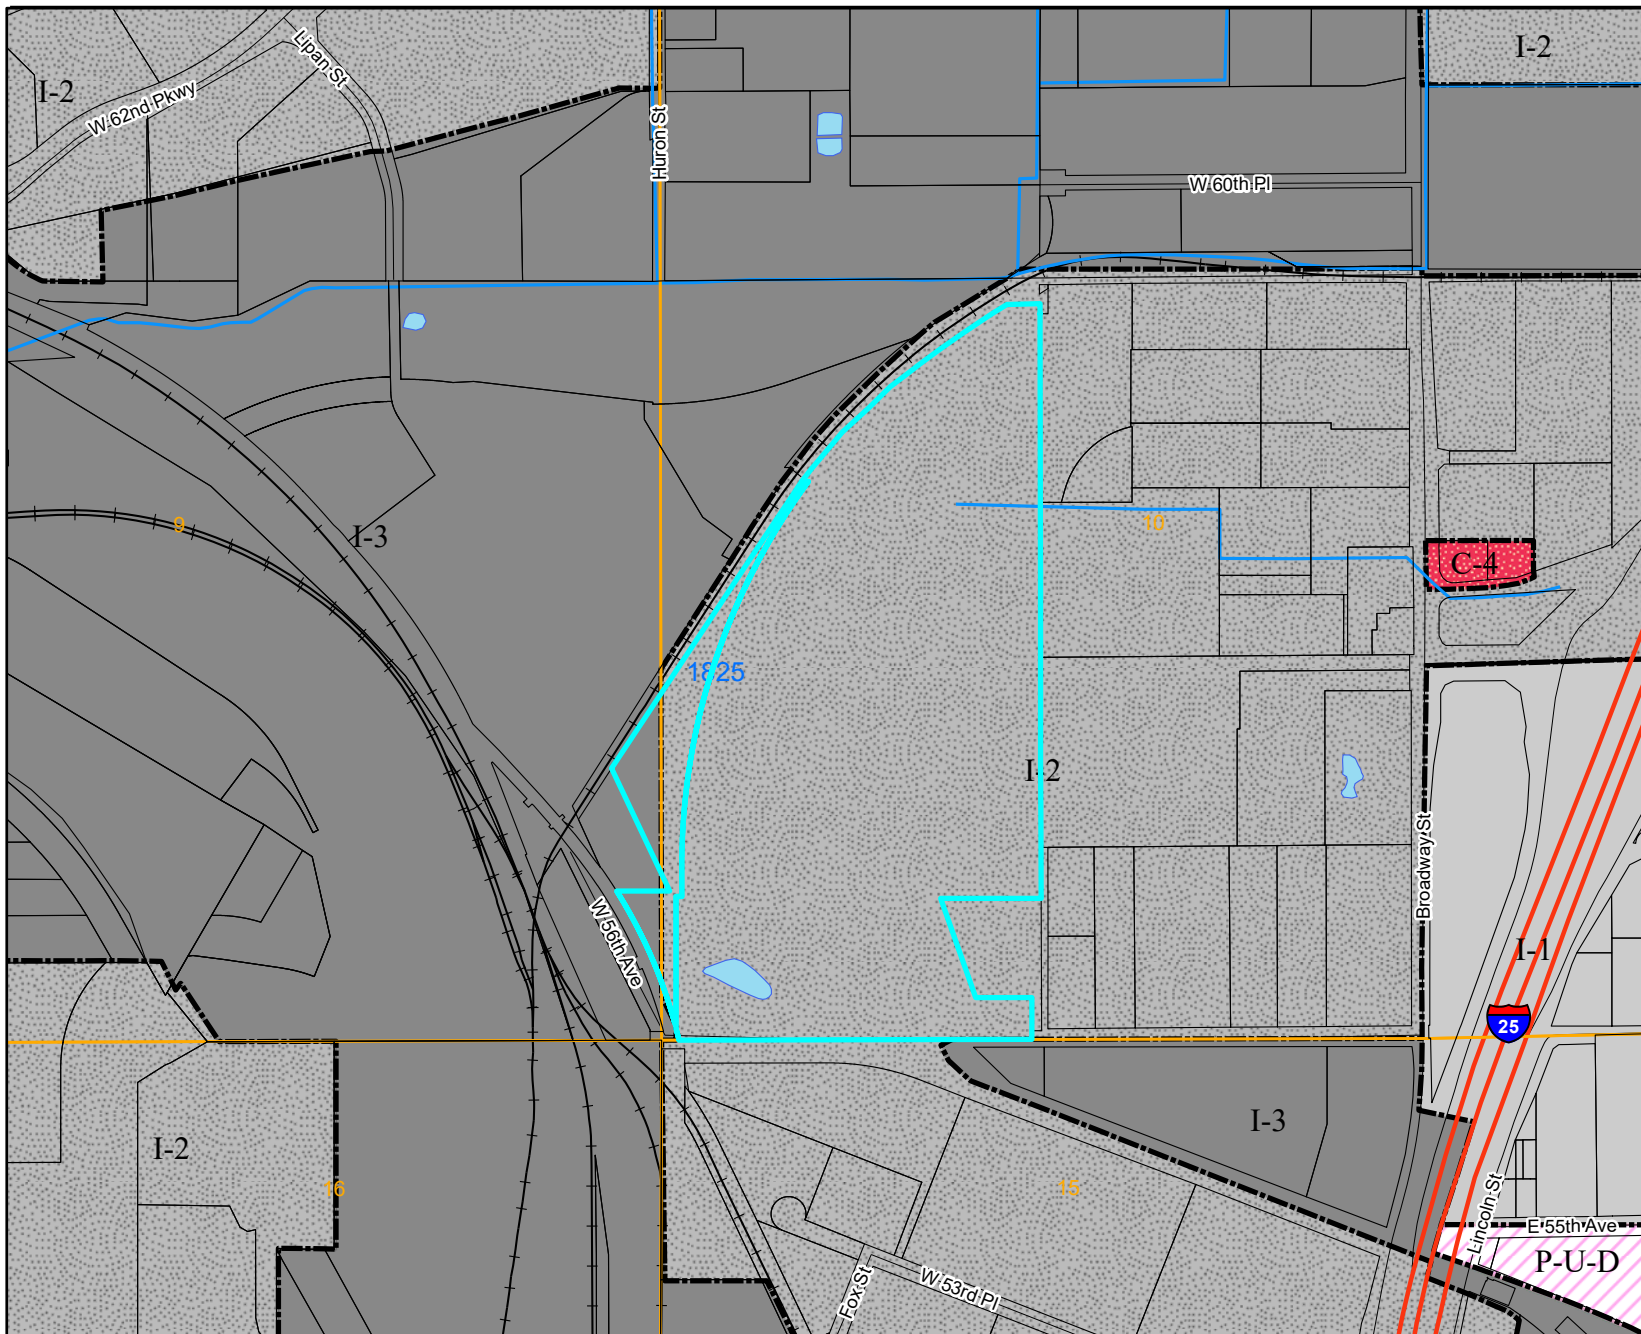 I-2
I-2
Lipan St
W 62nd Pkwy
Huron St
W 60th Pl
9
I-3
10
C-4
1825
I-2
Broadway St
W 56th Ave
I-1
25
I-3
I-2
16
15
Lincoln St
E 55th Ave
P-U-D
Fox St
W 53rd Pl